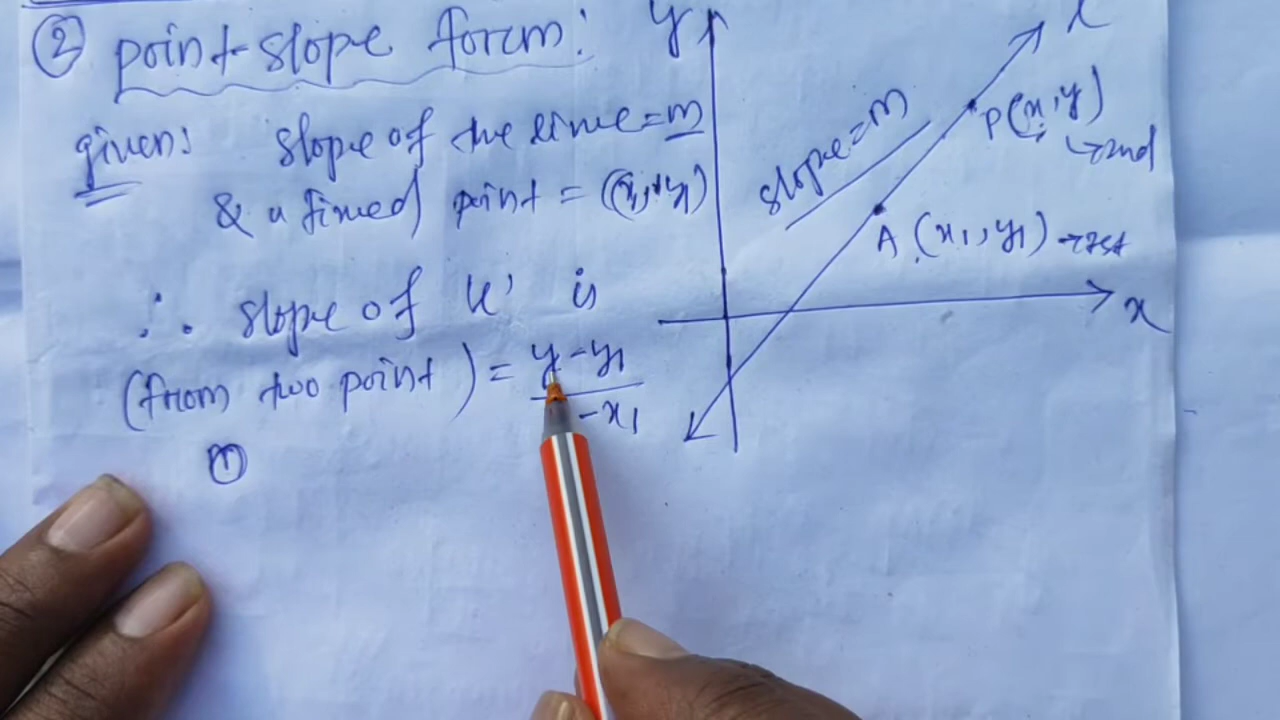 ② point-slope form:
given: slope of the line = m
& a fixed point = (x₁, y₁)
∴ slope of 'l' is
(from two point) = y - y₁
- x₁
①
y
l
slope = m
P(x, y)
→ 2nd
A (x₁, y₁) → 1st
x